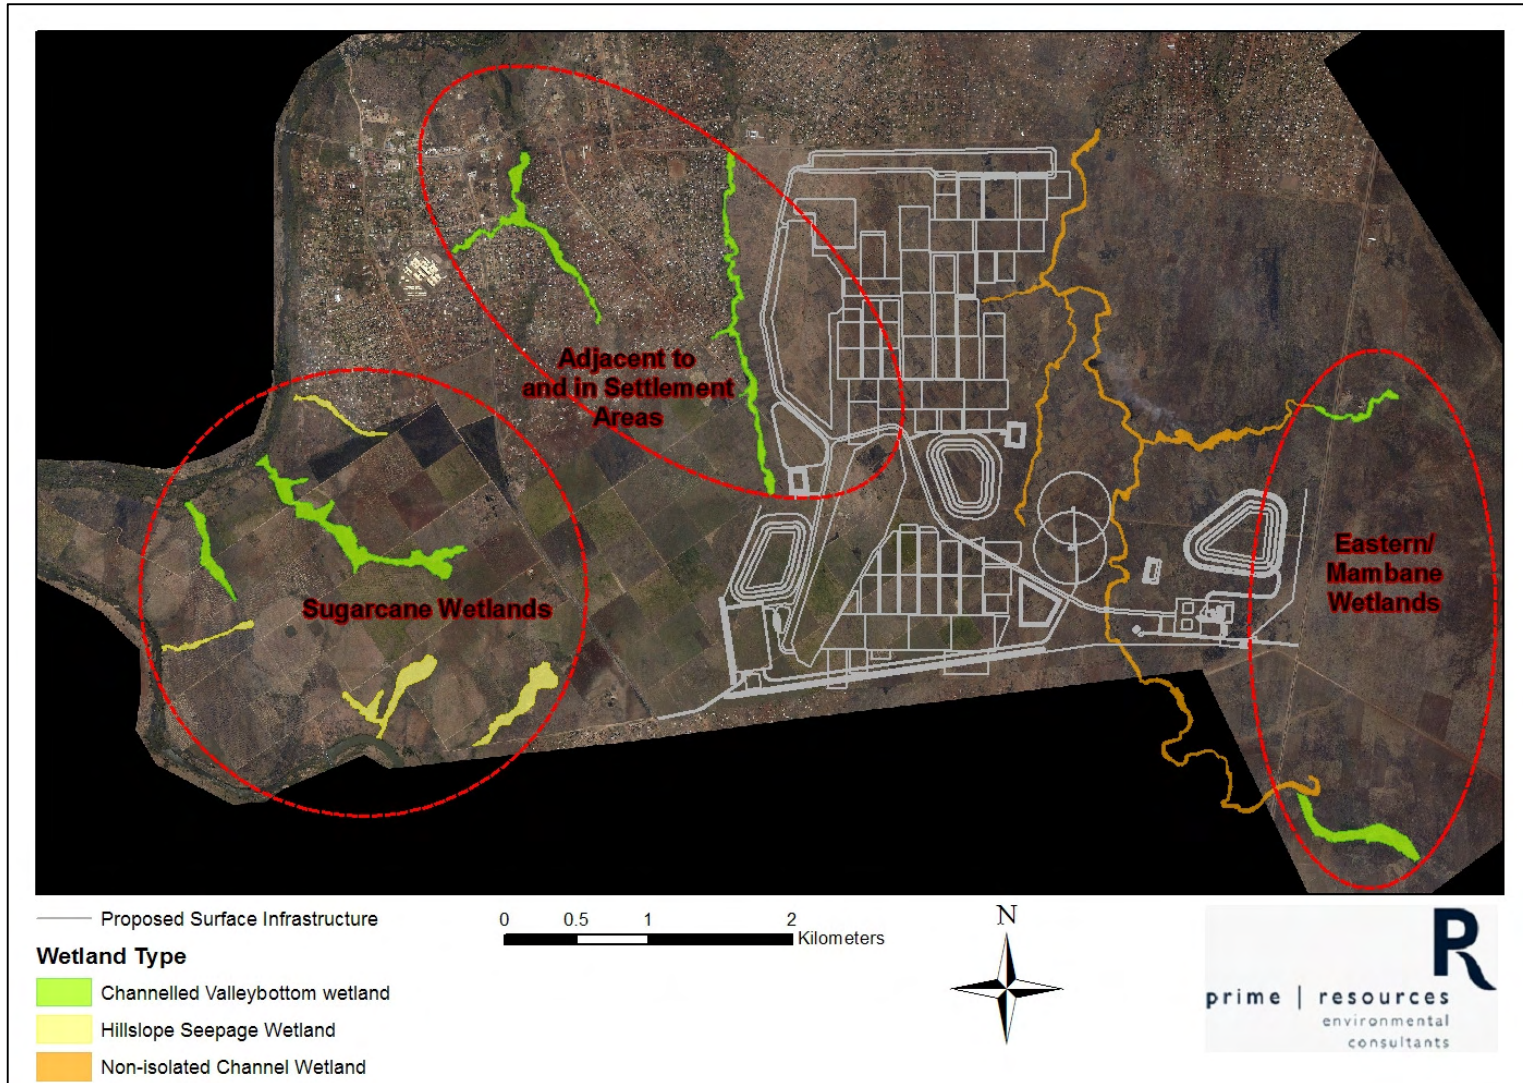 Adjacent to
and in Settlement
Areas
Eastern/
Mambane
Wetlands
Sugarcane Wetlands
Proposed Surface Infrastructure
Wetland Type
Channelled Valleybottom wetland
Hillslope Seepage Wetland
Non-isolated Channel Wetland
0 0.5 1 2
Kilometers
N
PR
prime | resources
environmental
consultants